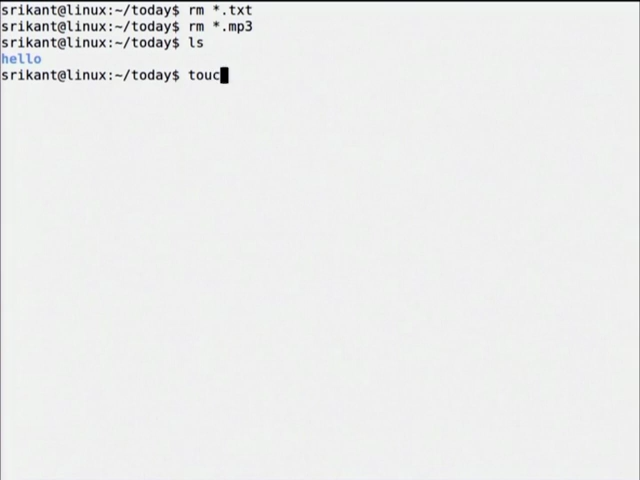 srikant@linux:~/today$ rm *.txt
srikant@linux:~/today$ rm *.mp3
srikant@linux:~/today$ ls
hello
srikant@linux:~/today$ touc